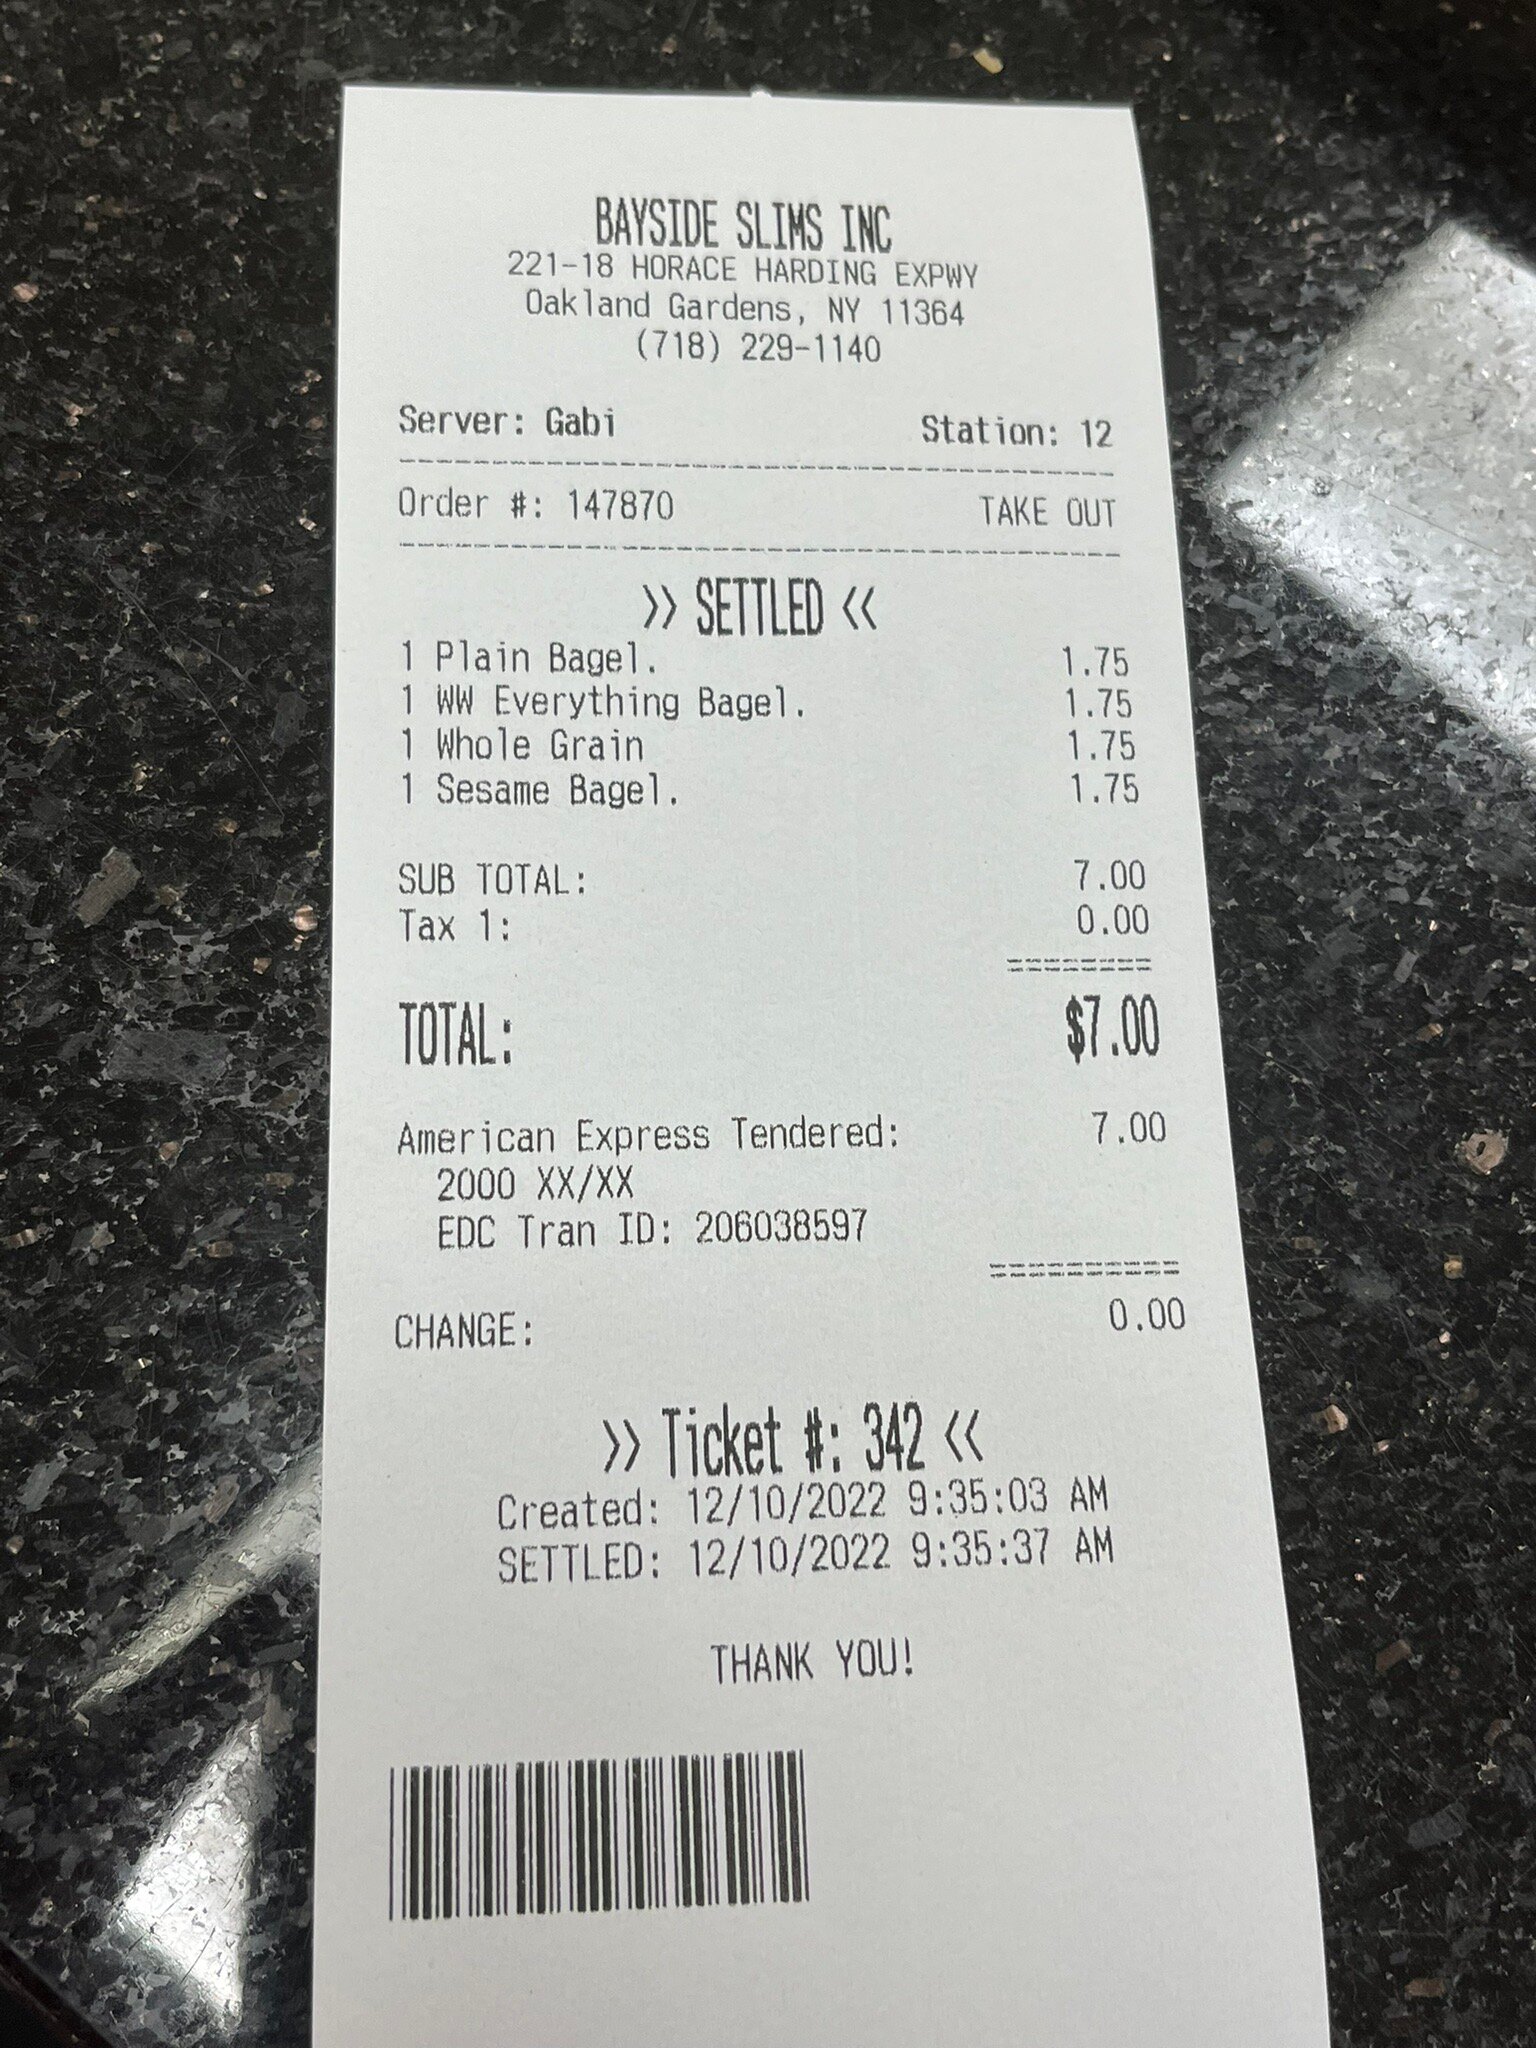 BAYSIDE SLIMS INC
221-18 HORACE HARDING EXPWY
Oakland Gardens, NY 11364
(718) 229-1140
Server: Gabi Station: 12
Order #: 147870 TAKE OUT
>> SETTLED <<
1 Plain Bagel. 1.75
1 WW Everything Bagel. 1.75
1 Whole Grain 1.75
1 Sesame Bagel. 1.75
SUB TOTAL: 7.00
Tax 1: 0.00
TOTAL: $7.00
American Express Tendered: 7.00
2000 XX/XX
EDC Tran ID: 206038597
CHANGE: 0.00
>> Ticket #: 342 <<
Created: 12/10/2022 9:35:03 AM
SETTLED: 12/10/2022 9:35:37 AM
THANK YOU!